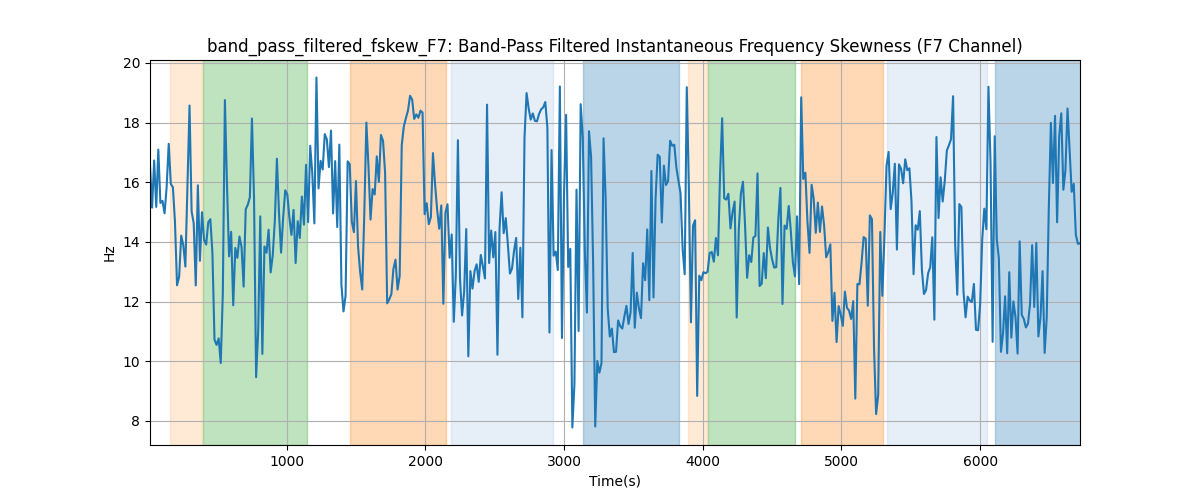 band_pass_filtered_fskew_F7: Band-Pass Filtered Instantaneous Frequency Skewness (F7 Channel)
20
18
16
14
12
10
8
Hz
1000 2000 3000 4000 5000 6000
Time(s)